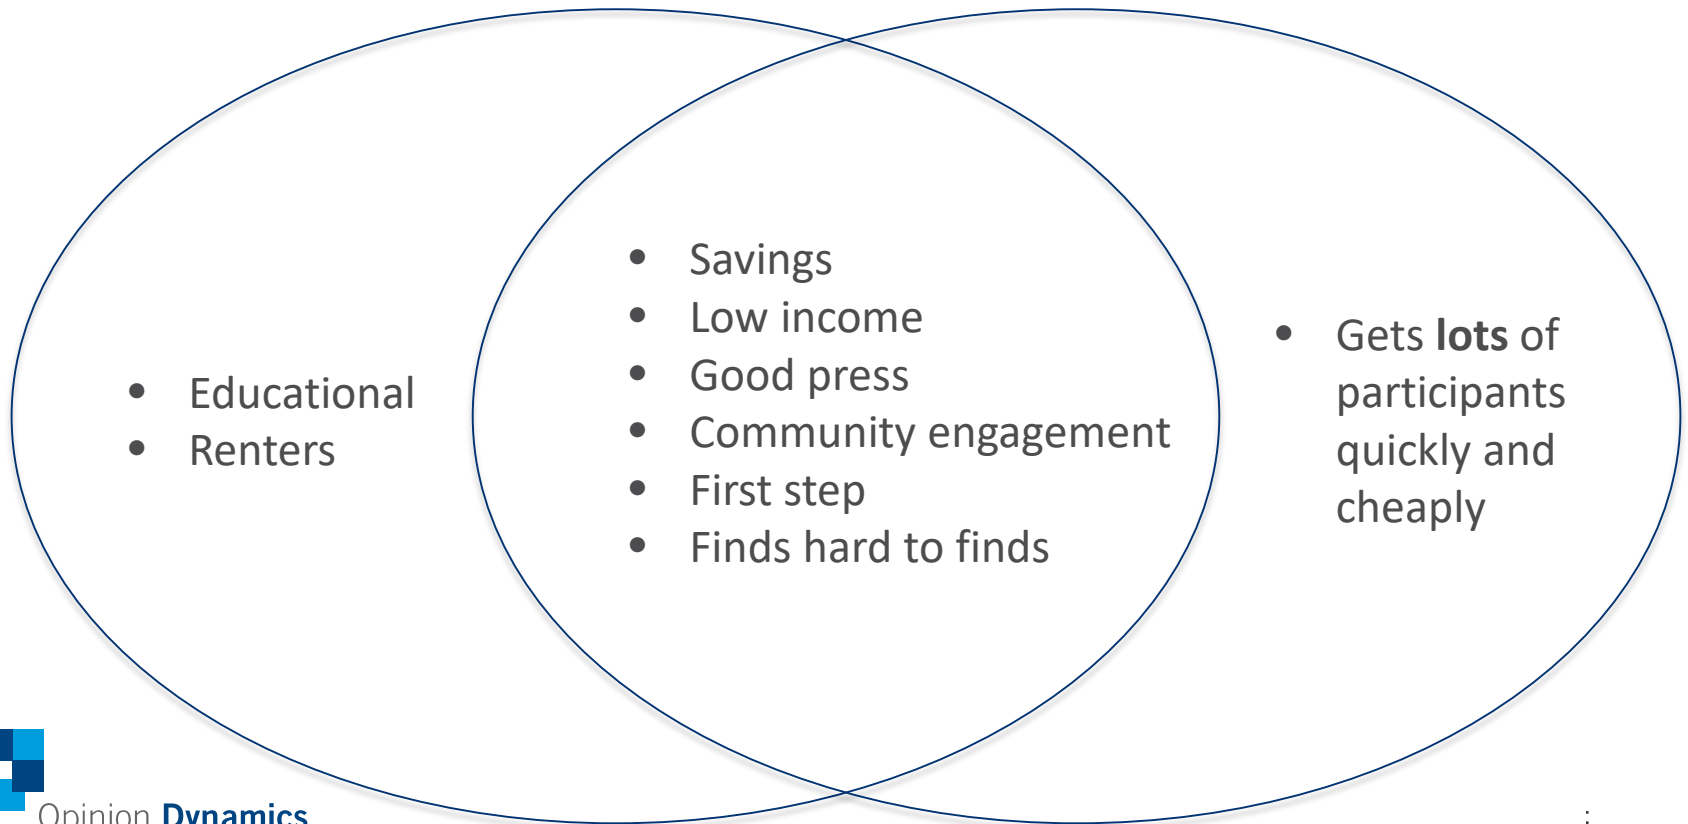 • Educational
• Renters
• Savings
• Low income
• Good press
• Community engagement
• First step
• Finds hard to finds
• Gets lots of
participants
quickly and
cheaply
Opinion Dynamics